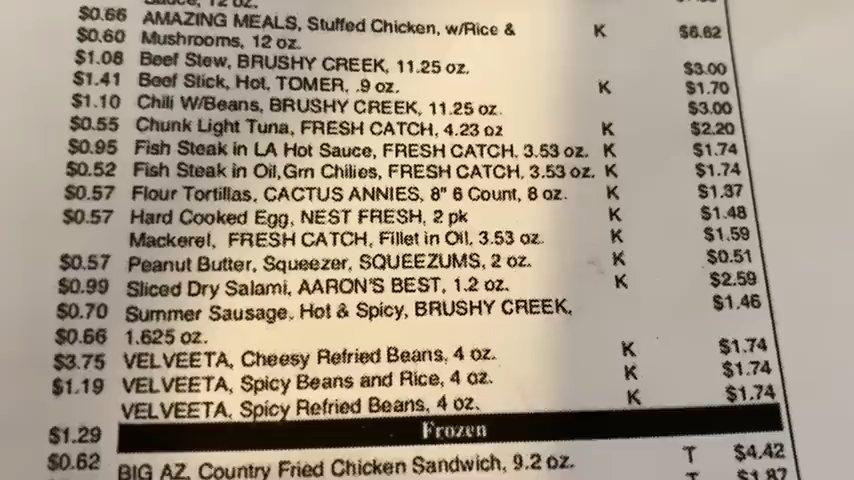 Sauce, 12 oz.
$0.66 AMAZING MEALS, Stuffed Chicken, w/Rice & K $6.62
$0.60 Mushrooms, 12 oz.
$1.08 Beef Stew, BRUSHY CREEK, 11.25 oz. $3.00
$1.41 Beef Stick, Hot, TOMER, .9 oz. K $1.70
$1.10 Chili W/Beans, BRUSHY CREEK, 11.25 oz. $3.00
$0.55 Chunk Light Tuna, FRESH CATCH, 4.23 oz K $2.20
$0.95 Fish Steak in LA Hot Sauce, FRESH CATCH, 3.53 oz. K $1.74
$0.52 Fish Steak in Oil,Grn Chilies, FRESH CATCH, 3.53 oz. K $1.74
$0.57 Flour Tortillas, CACTUS ANNIES, 8" 6 Count, 8 oz. K $1.37
$0.57 Hard Cooked Egg, NEST FRESH, 2 pk K $1.48
Mackerel, FRESH CATCH, Fillet in Oil, 3.53 oz. K $1.59
$0.57 Peanut Butter, Squeezer, SQUEEZUMS, 2 oz. K $0.51
$0.99 Sliced Dry Salami, AARON'S BEST, 1.2 oz. K $2.59
$0.70 Summer Sausage, Hot & Spicy, BRUSHY CREEK, $1.46
$0.66 1.625 oz.
$3.75 VELVEETA, Cheesy Refried Beans, 4 oz. K $1.74
$1.19 VELVEETA, Spicy Beans and Rice, 4 oz. K $1.74
VELVEETA, Spicy Refried Beans, 4 oz. K $1.74
$1.29 Frozen
$0.62 BIG AZ, Country Fried Chicken Sandwich, 9.2 oz. T $4.42
T $1.87